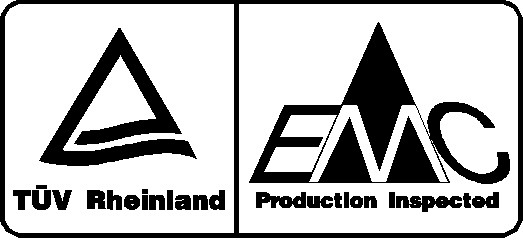 TÜV Rheinland
EMC
Production Inspected